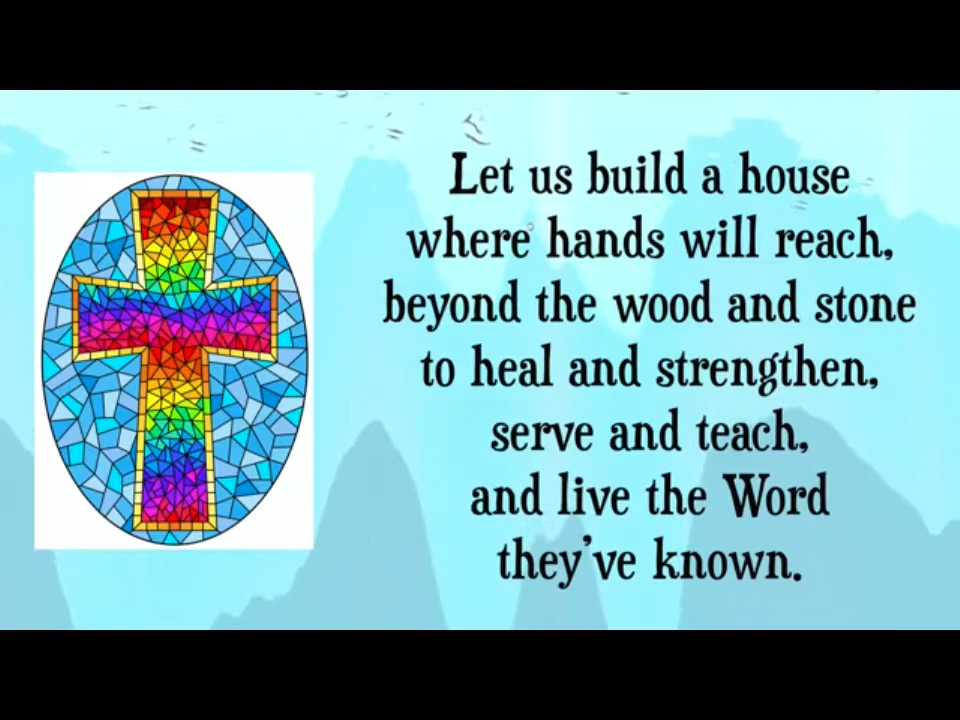 Let us build a house
where hands will reach,
beyond the wood and stone
to heal and strengthen,
serve and teach,
and live the Word
they've known.